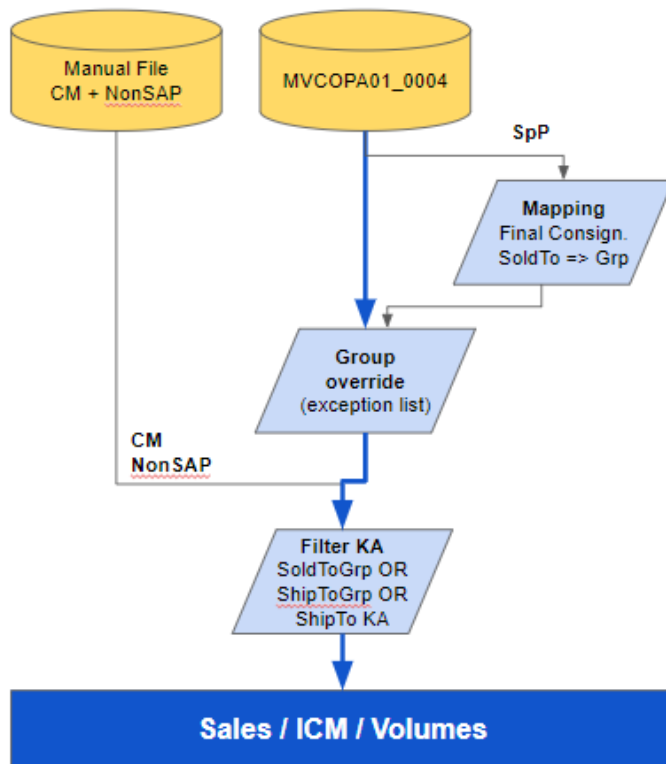 Manual File
CM + NonSAP
MVCOPA01_0004
SpP
Mapping
Final Consign.
SoldTo => Grp
Group
override
(exception list)
CM
NonSAP
Filter KA
SoldToGrp OR
ShipToGrp OR
ShipTo KA
Sales / ICM / Volumes